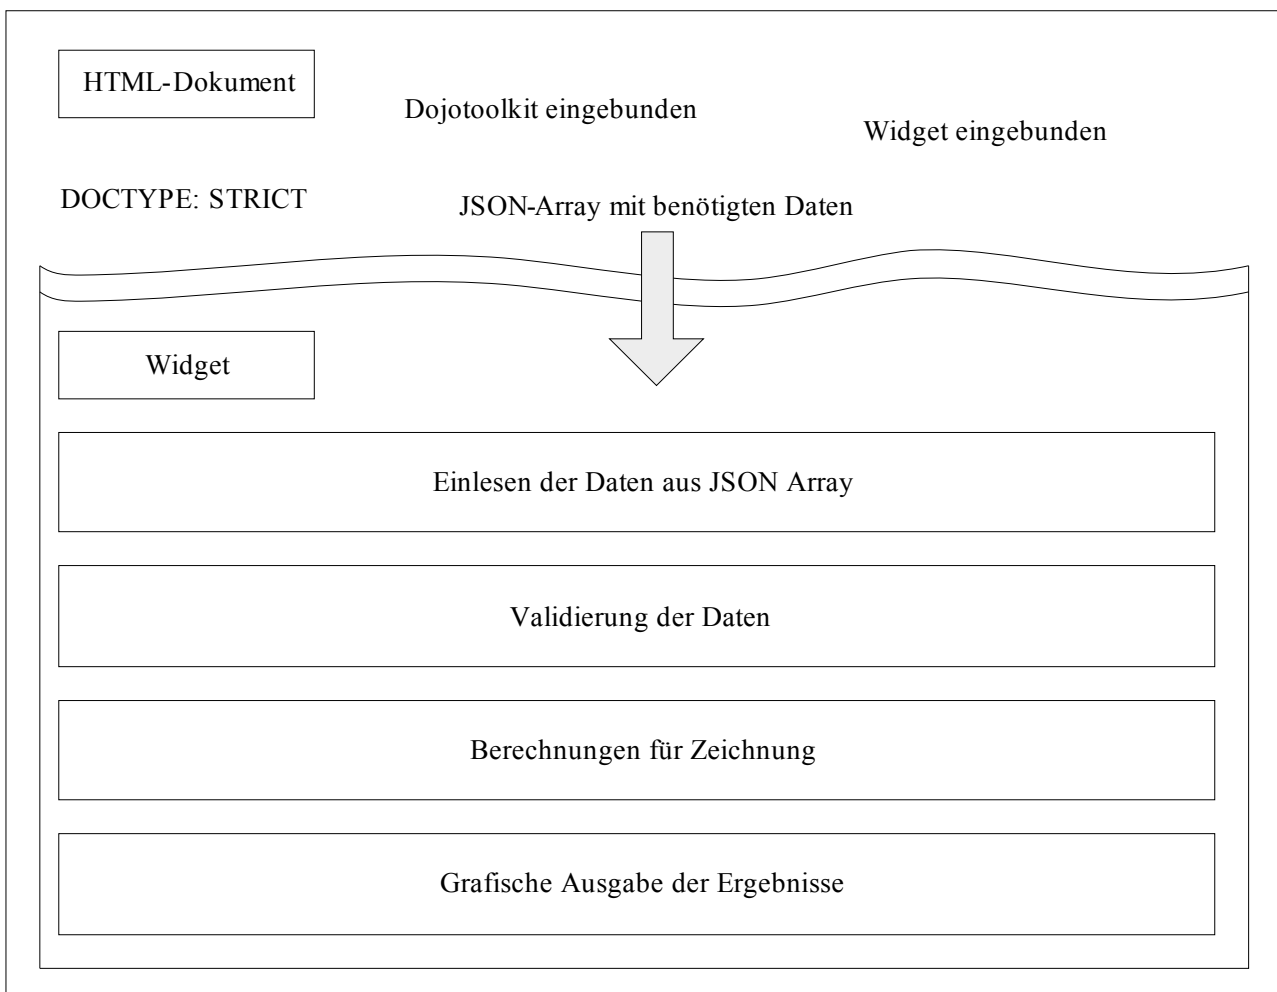 HTML-Dokument
Dojotoolkit eingebunden
Widget eingebunden
DOCTYPE: STRICT
JSON-Array mit benötigten Daten
Widget
Einlesen der Daten aus JSON Array
Validierung der Daten
Berechnungen für Zeichnung
Grafische Ausgabe der Ergebnisse